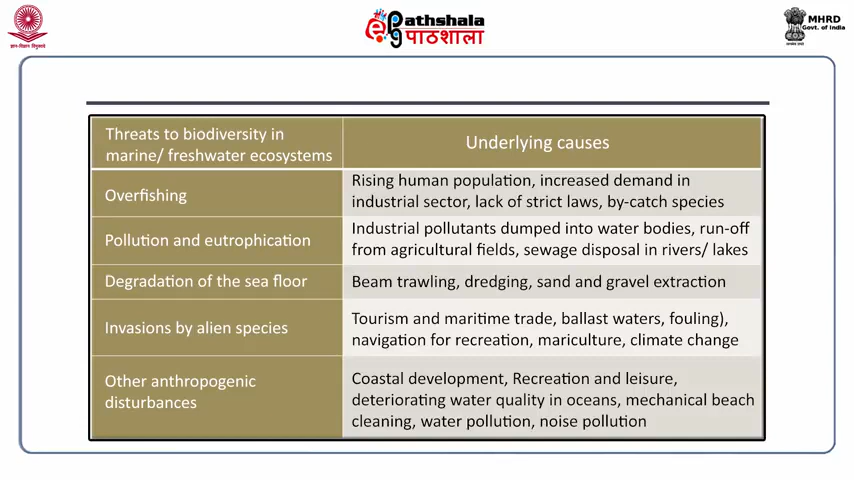 ज्ञान-विज्ञान विमुक्तये
ePathshala
पाठशाला
MHRD
Govt. of India
सत्यमेव जयते
Threats to biodiversity in
marine/ freshwater ecosystems
Underlying causes
Overfishing
Rising human population, increased demand in
industrial sector, lack of strict laws, by-catch species
Pollution and eutrophication
Industrial pollutants dumped into water bodies, run-off
from agricultural fields, sewage disposal in rivers/ lakes
Degradation of the sea floor
Beam trawling, dredging, sand and gravel extraction
Invasions by alien species
Tourism and maritime trade, ballast waters, fouling),
navigation for recreation, mariculture, climate change
Other anthropogenic
disturbances
Coastal development, Recreation and leisure,
deteriorating water quality in oceans, mechanical beach
cleaning, water pollution, noise pollution